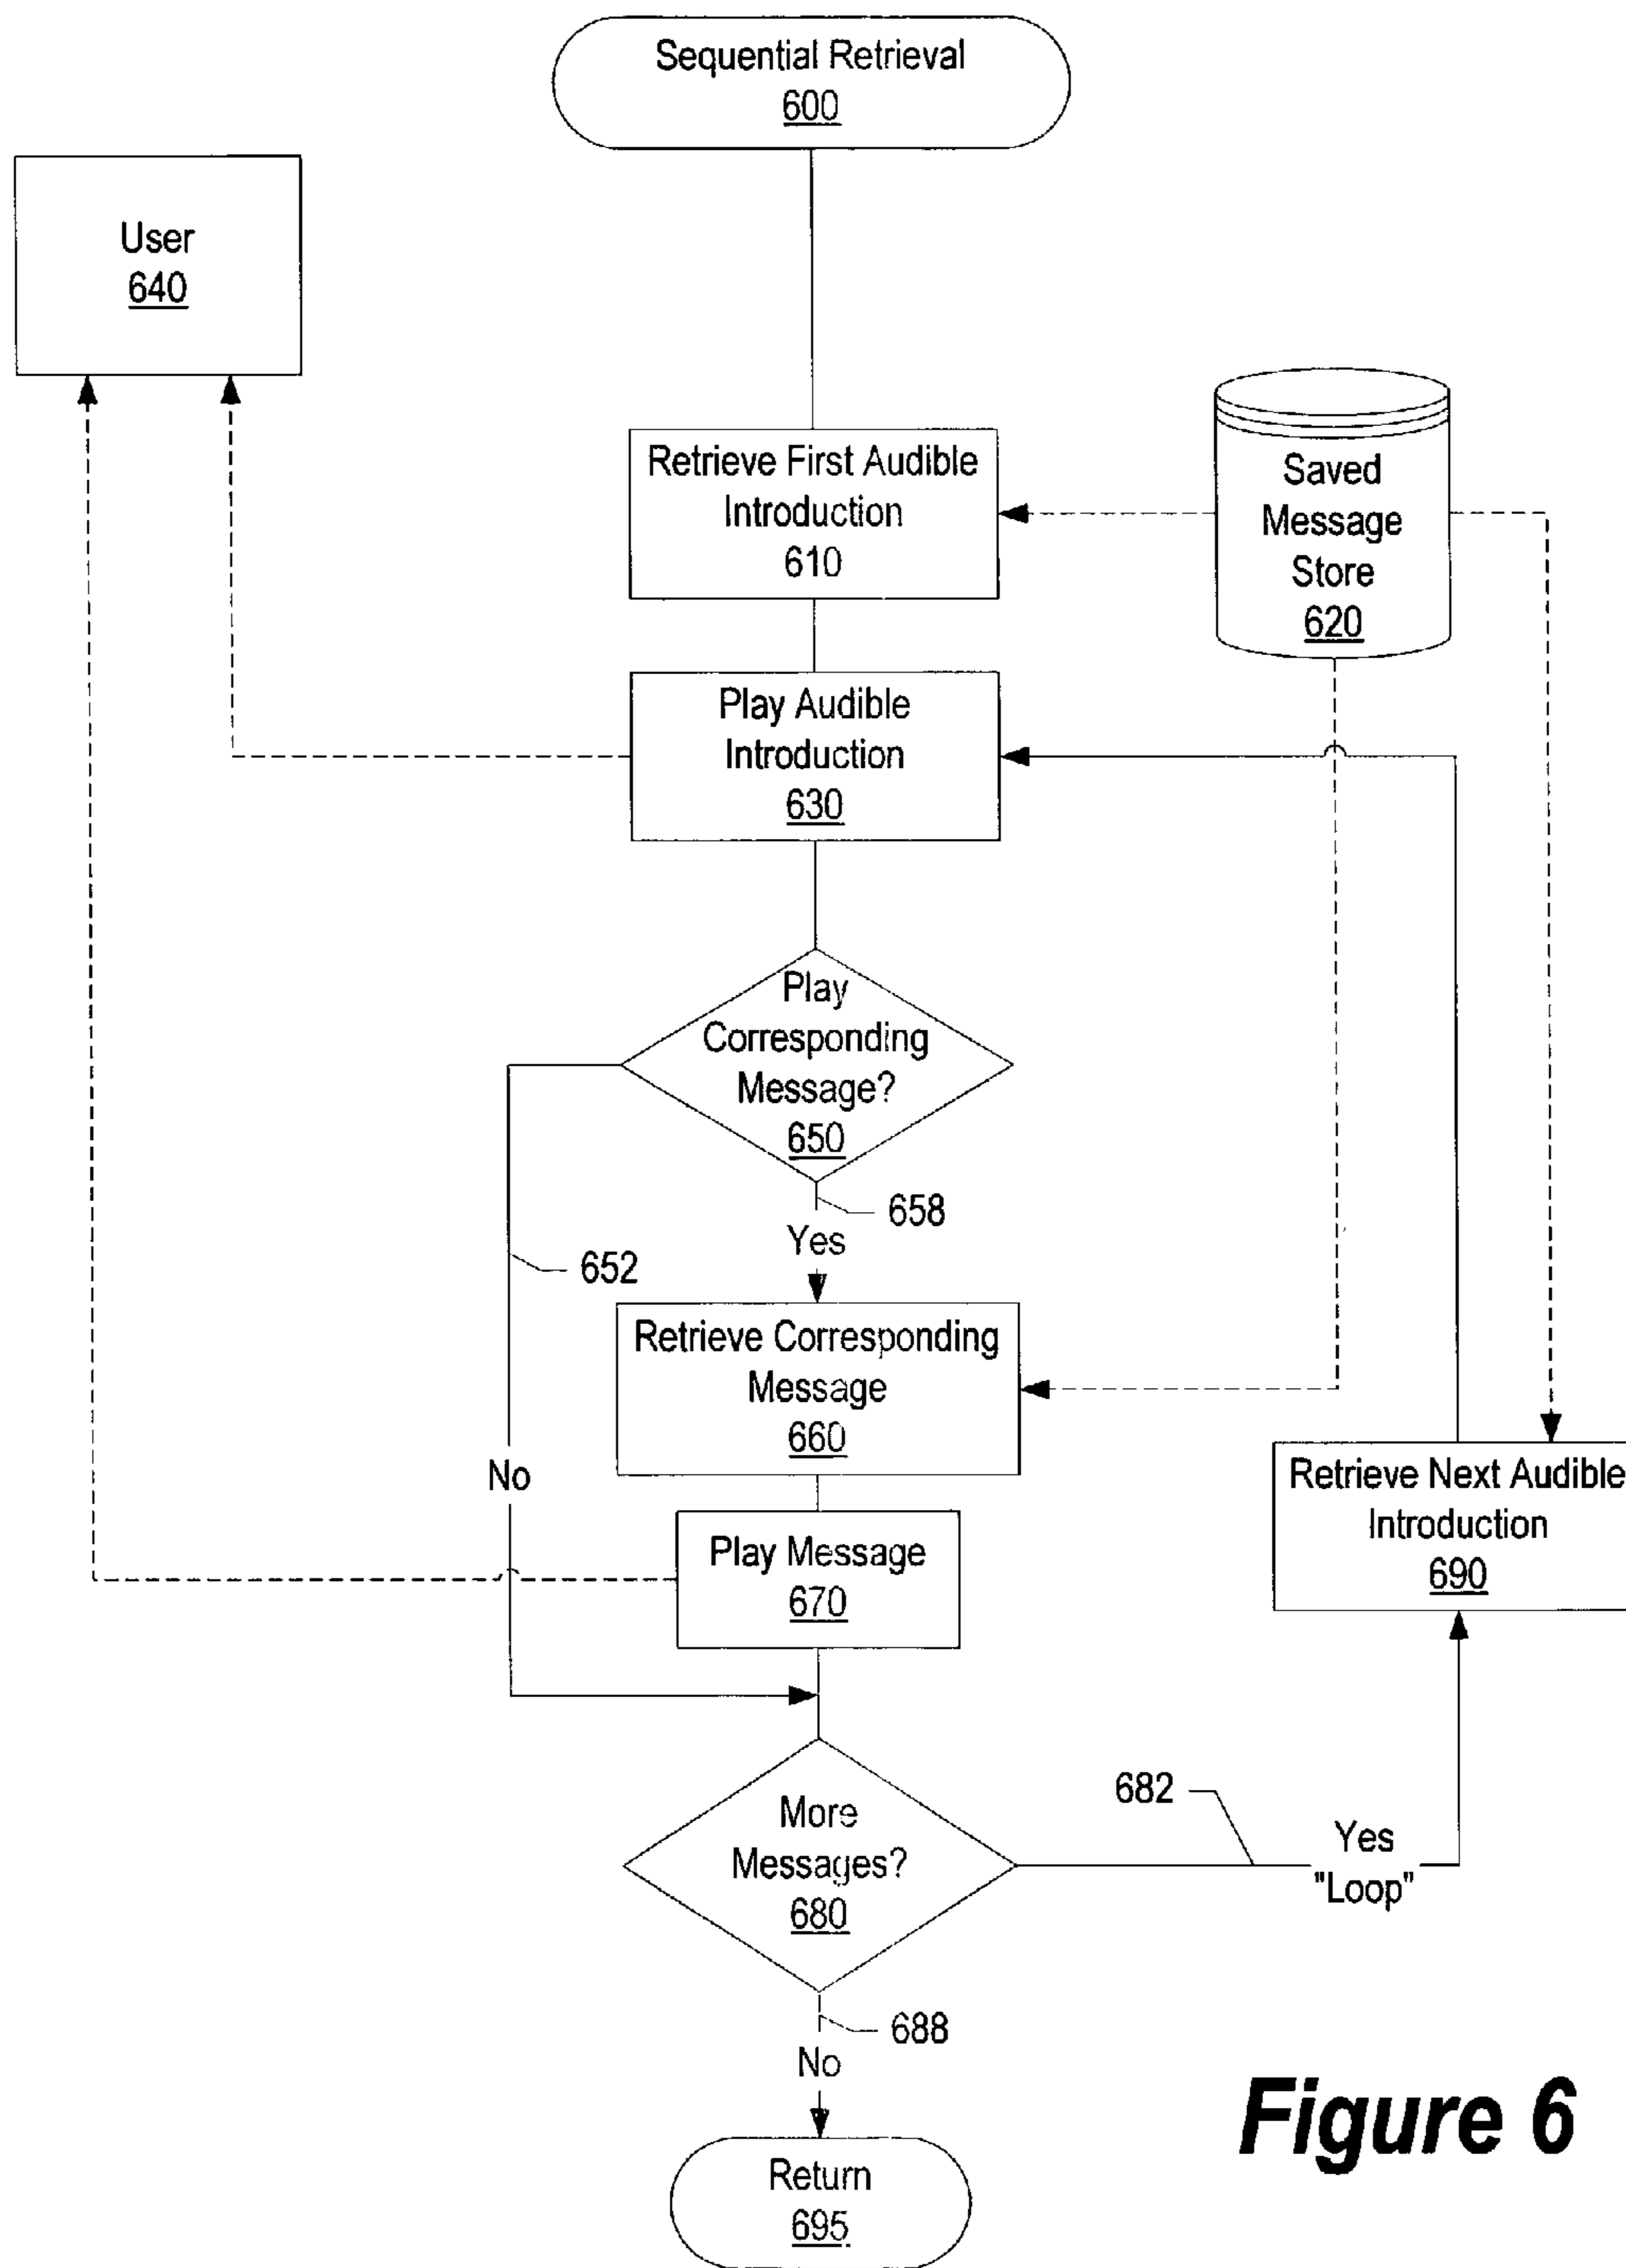 Sequential Retrieval
600
User
640
Retrieve First Audible
Introduction
610
Saved
Message
Store
620
Play Audible
Introduction
630
Play
Corresponding
Message?
650
658
Yes
652
Retrieve Corresponding
Message
660
No
Retrieve Next Audible
Introduction
690
Play Message
670
More
Messages?
680
682
Yes
"Loop"
688
No
Return
695
Figure 6